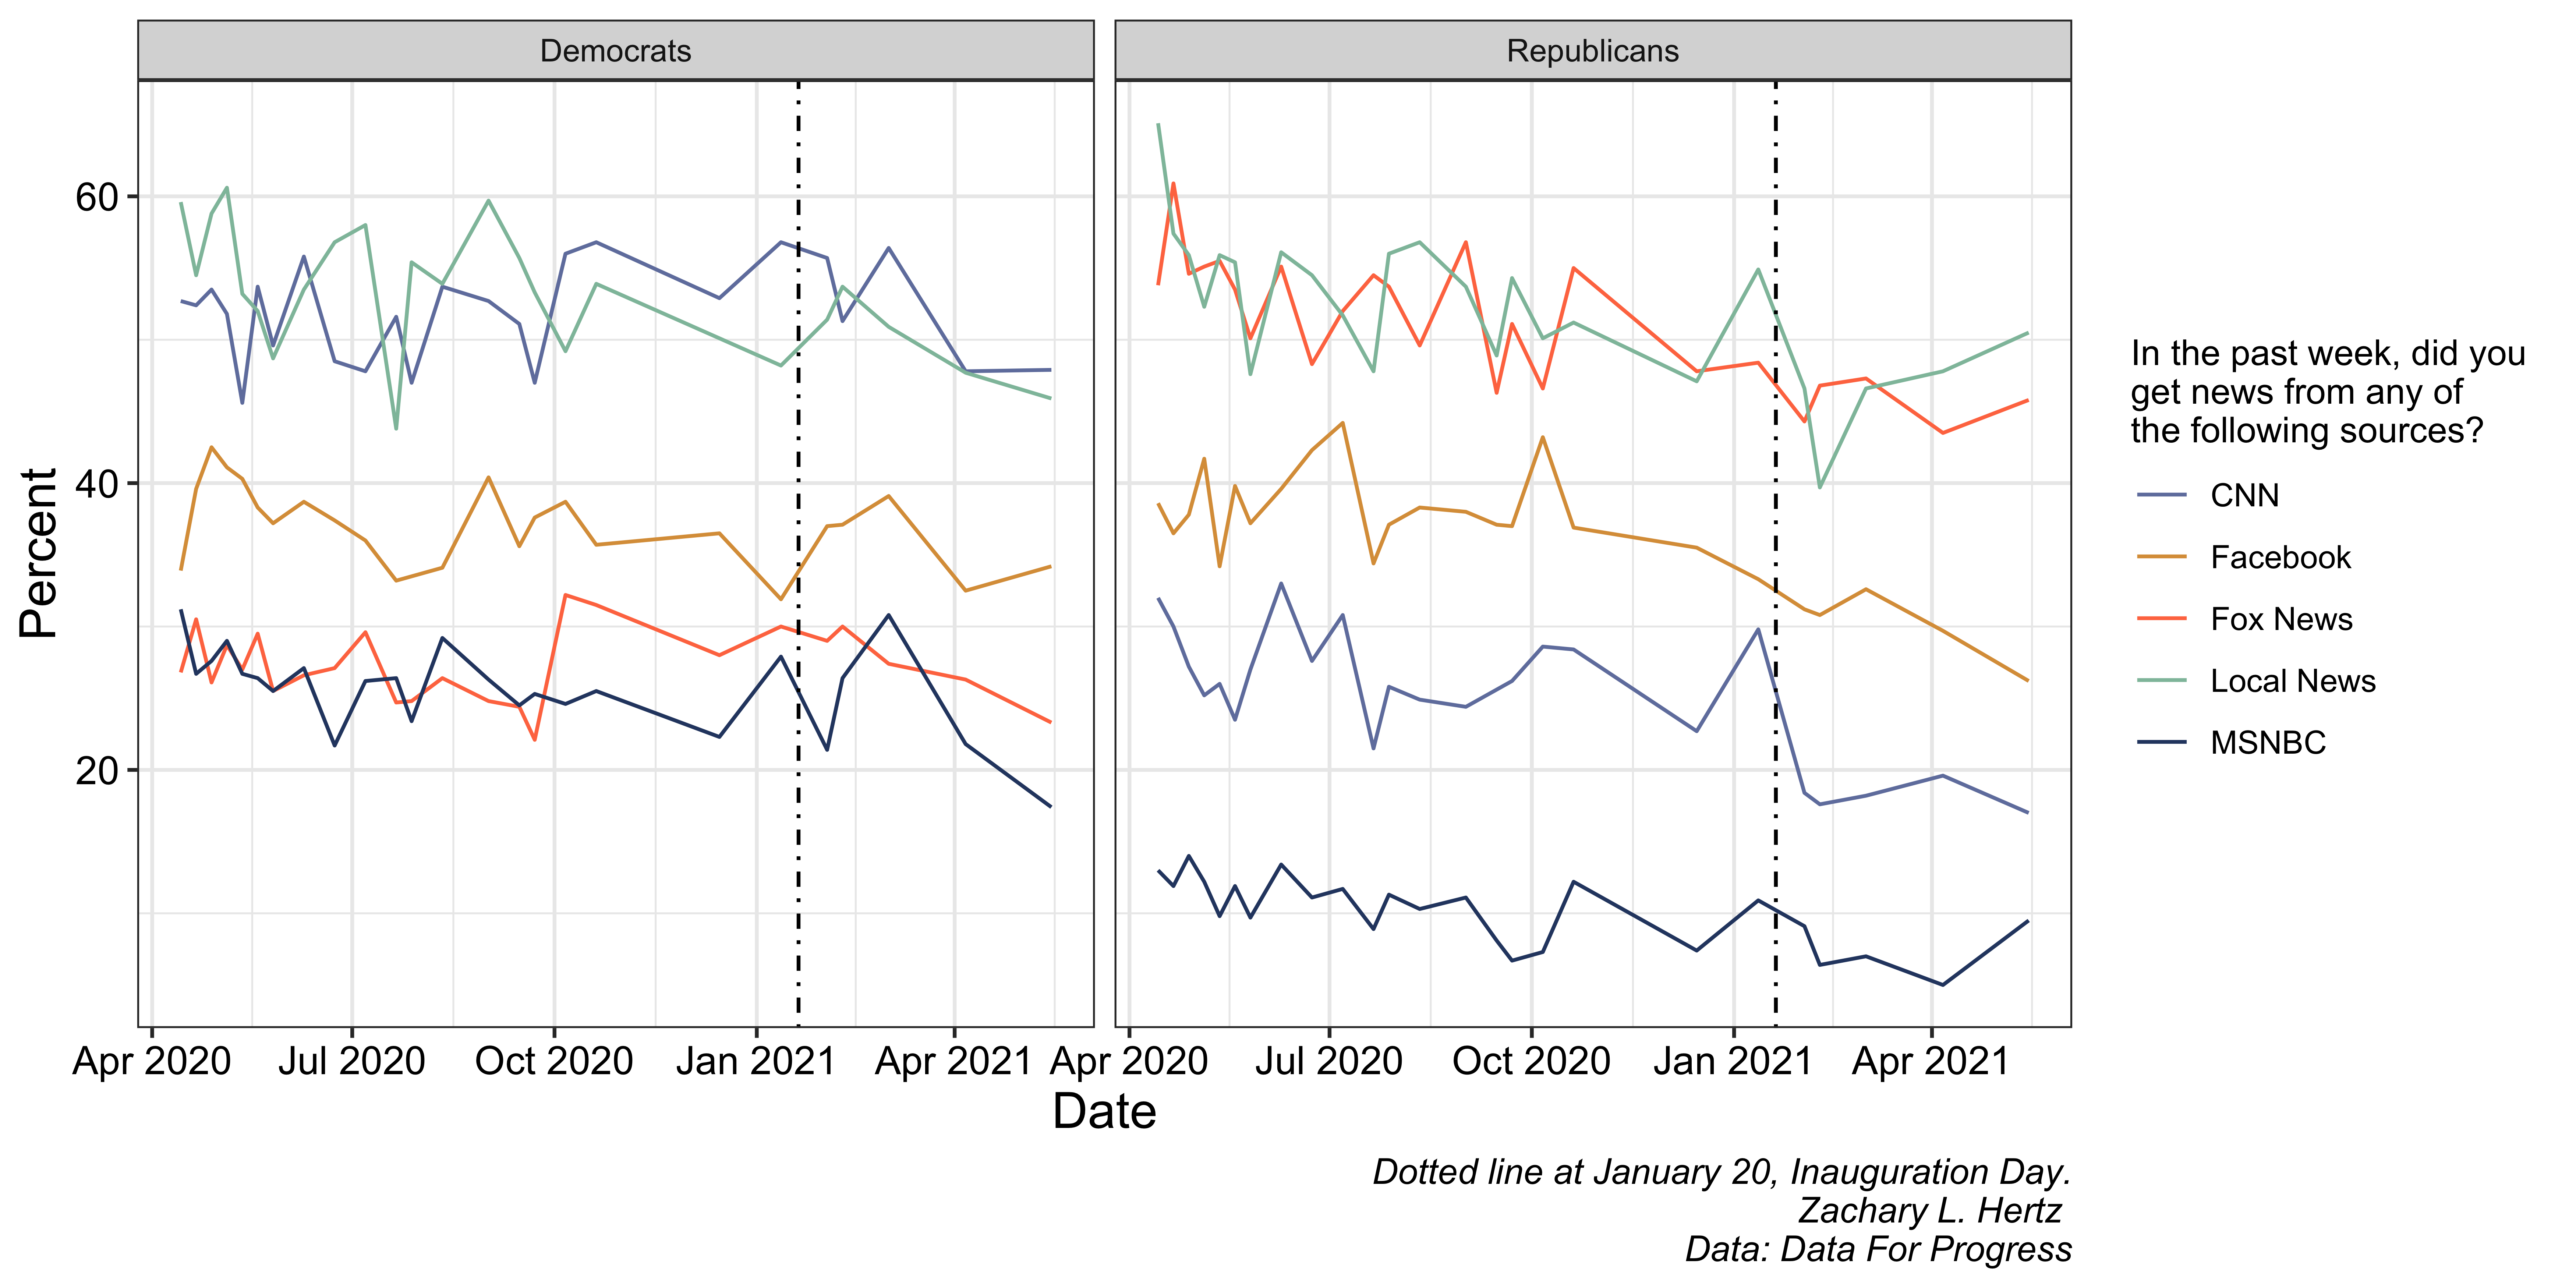 Democrats
Republicans
Percent
60
40
20
Apr 2020
Jul 2020
Oct 2020
Jan 2021
Apr 2021
Apr 2020
Jul 2020
Oct 2020
Jan 2021
Apr 2021
Date
In the past week, did you
get news from any of
the following sources?
CNN
Facebook
Fox News
Local News
MSNBC
Dotted line at January 20, Inauguration Day.
Zachary L. Hertz
Data: Data For Progress